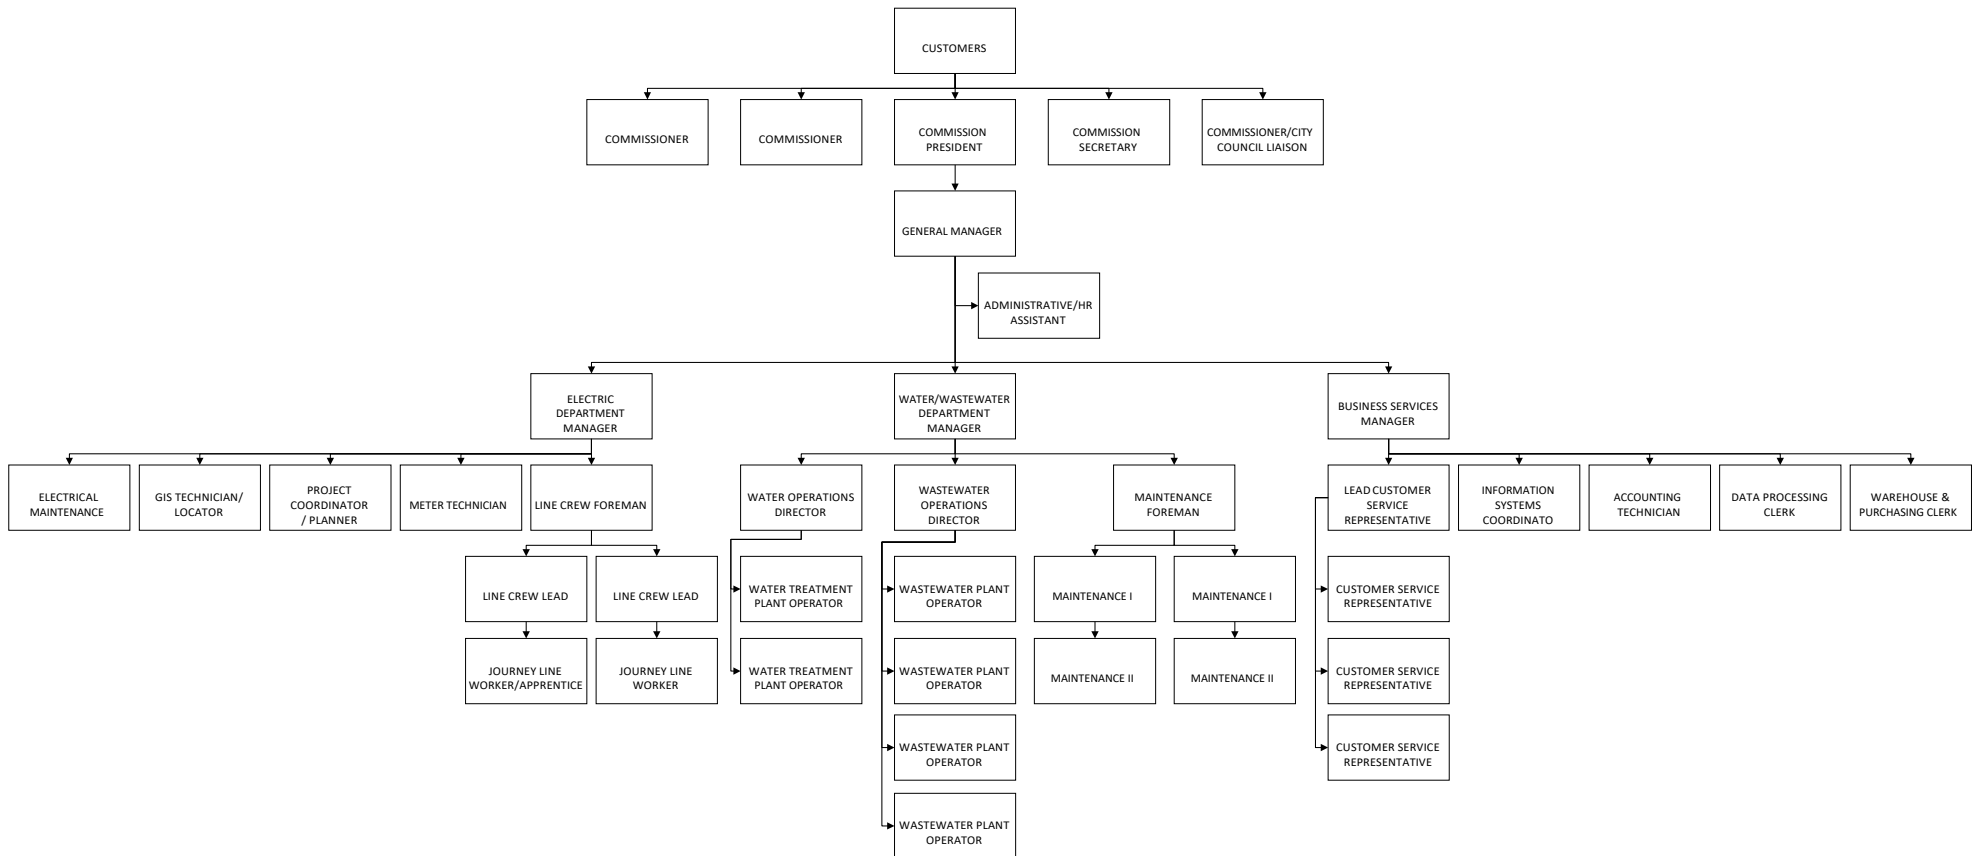 CUSTOMERS
COMMISSIONER
COMMISSIONER
COMMISSION
PRESIDENT
COMMISSION
SECRETARY
COMMISSIONER/CITY
COUNCIL LIAISON
GENERAL MANAGER
ADMINISTRATIVE/HR
ASSISTANT
ELECTRIC
DEPARTMENT
MANAGER
WATER/WASTEWATER
DEPARTMENT
MANAGER
BUSINESS SERVICES
MANAGER
ELECTRICAL
MAINTENANCE
GIS TECHNICIAN/
LOCATOR
PROJECT
COORDINATOR
/ PLANNER
METER TECHNICIAN
LINE CREW FOREMAN
WATER OPERATIONS
DIRECTOR
WASTEWATER
OPERATIONS
DIRECTOR
MAINTENANCE
FOREMAN
LEAD CUSTOMER
SERVICE
REPRESENTATIVE
INFORMATION
SYSTEMS
COORDINATO
ACCOUNTING
TECHNICIAN
DATA PROCESSING
CLERK
WAREHOUSE &
PURCHASING CLERK
LINE CREW LEAD
LINE CREW LEAD
WATER TREATMENT
PLANT OPERATOR
WASTEWATER PLANT
OPERATOR
MAINTENANCE I
MAINTENANCE I
CUSTOMER SERVICE
REPRESENTATIVE
JOURNEY LINE
WORKER/APPRENTICE
JOURNEY LINE
WORKER
WATER TREATMENT
PLANT OPERATOR
WASTEWATER PLANT
OPERATOR
MAINTENANCE II
MAINTENANCE II
CUSTOMER SERVICE
REPRESENTATIVE
WASTEWATER PLANT
OPERATOR
CUSTOMER SERVICE
REPRESENTATIVE
WASTEWATER PLANT
OPERATOR